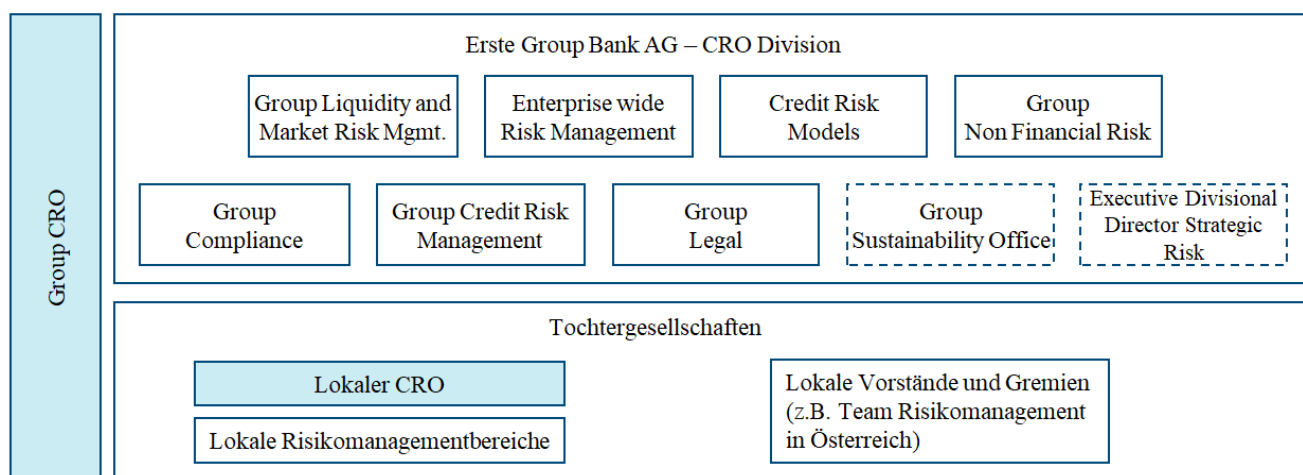 Group CRO
Erste Group Bank AG – CRO Division
Group Liquidity and
Market Risk Mgmt.
Enterprise wide
Risk Management
Credit Risk
Models
Group
Non Financial Risk
Group
Compliance
Group Credit Risk
Management
Group
Legal
Group
Sustainability Office
Executive Divisional
Director Strategic
Risk
Tochtergesellschaften
Lokaler CRO
Lokale Risikomanagementbereiche
Lokale Vorstände und Gremien
(z.B. Team Risikomanagement
in Österreich)